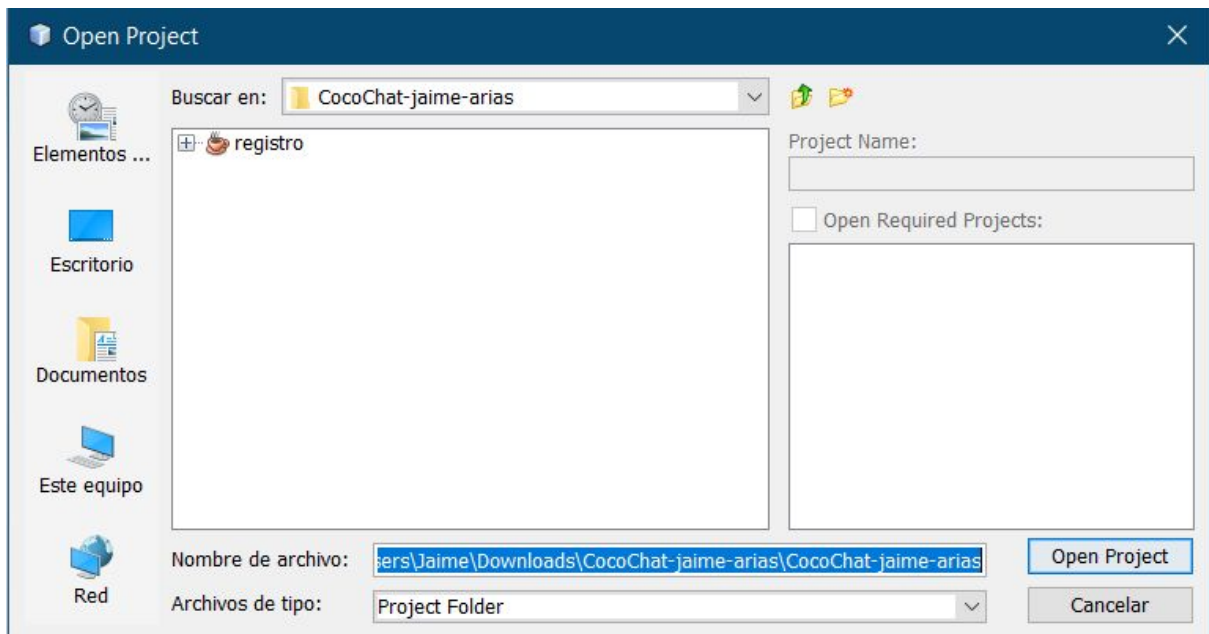 Open Project
Buscar en: CocoChat-jaime-arias
Elementos ...
Escritorio
Documentos
Este equipo
Red
registro
Project Name:
Open Required Projects:
Nombre de archivo: sers\Jaime\Downloads\CocoChat-jaime-arias\CocoChat-jaime-arias
Open Project
Archivos de tipo: Project Folder
Cancelar